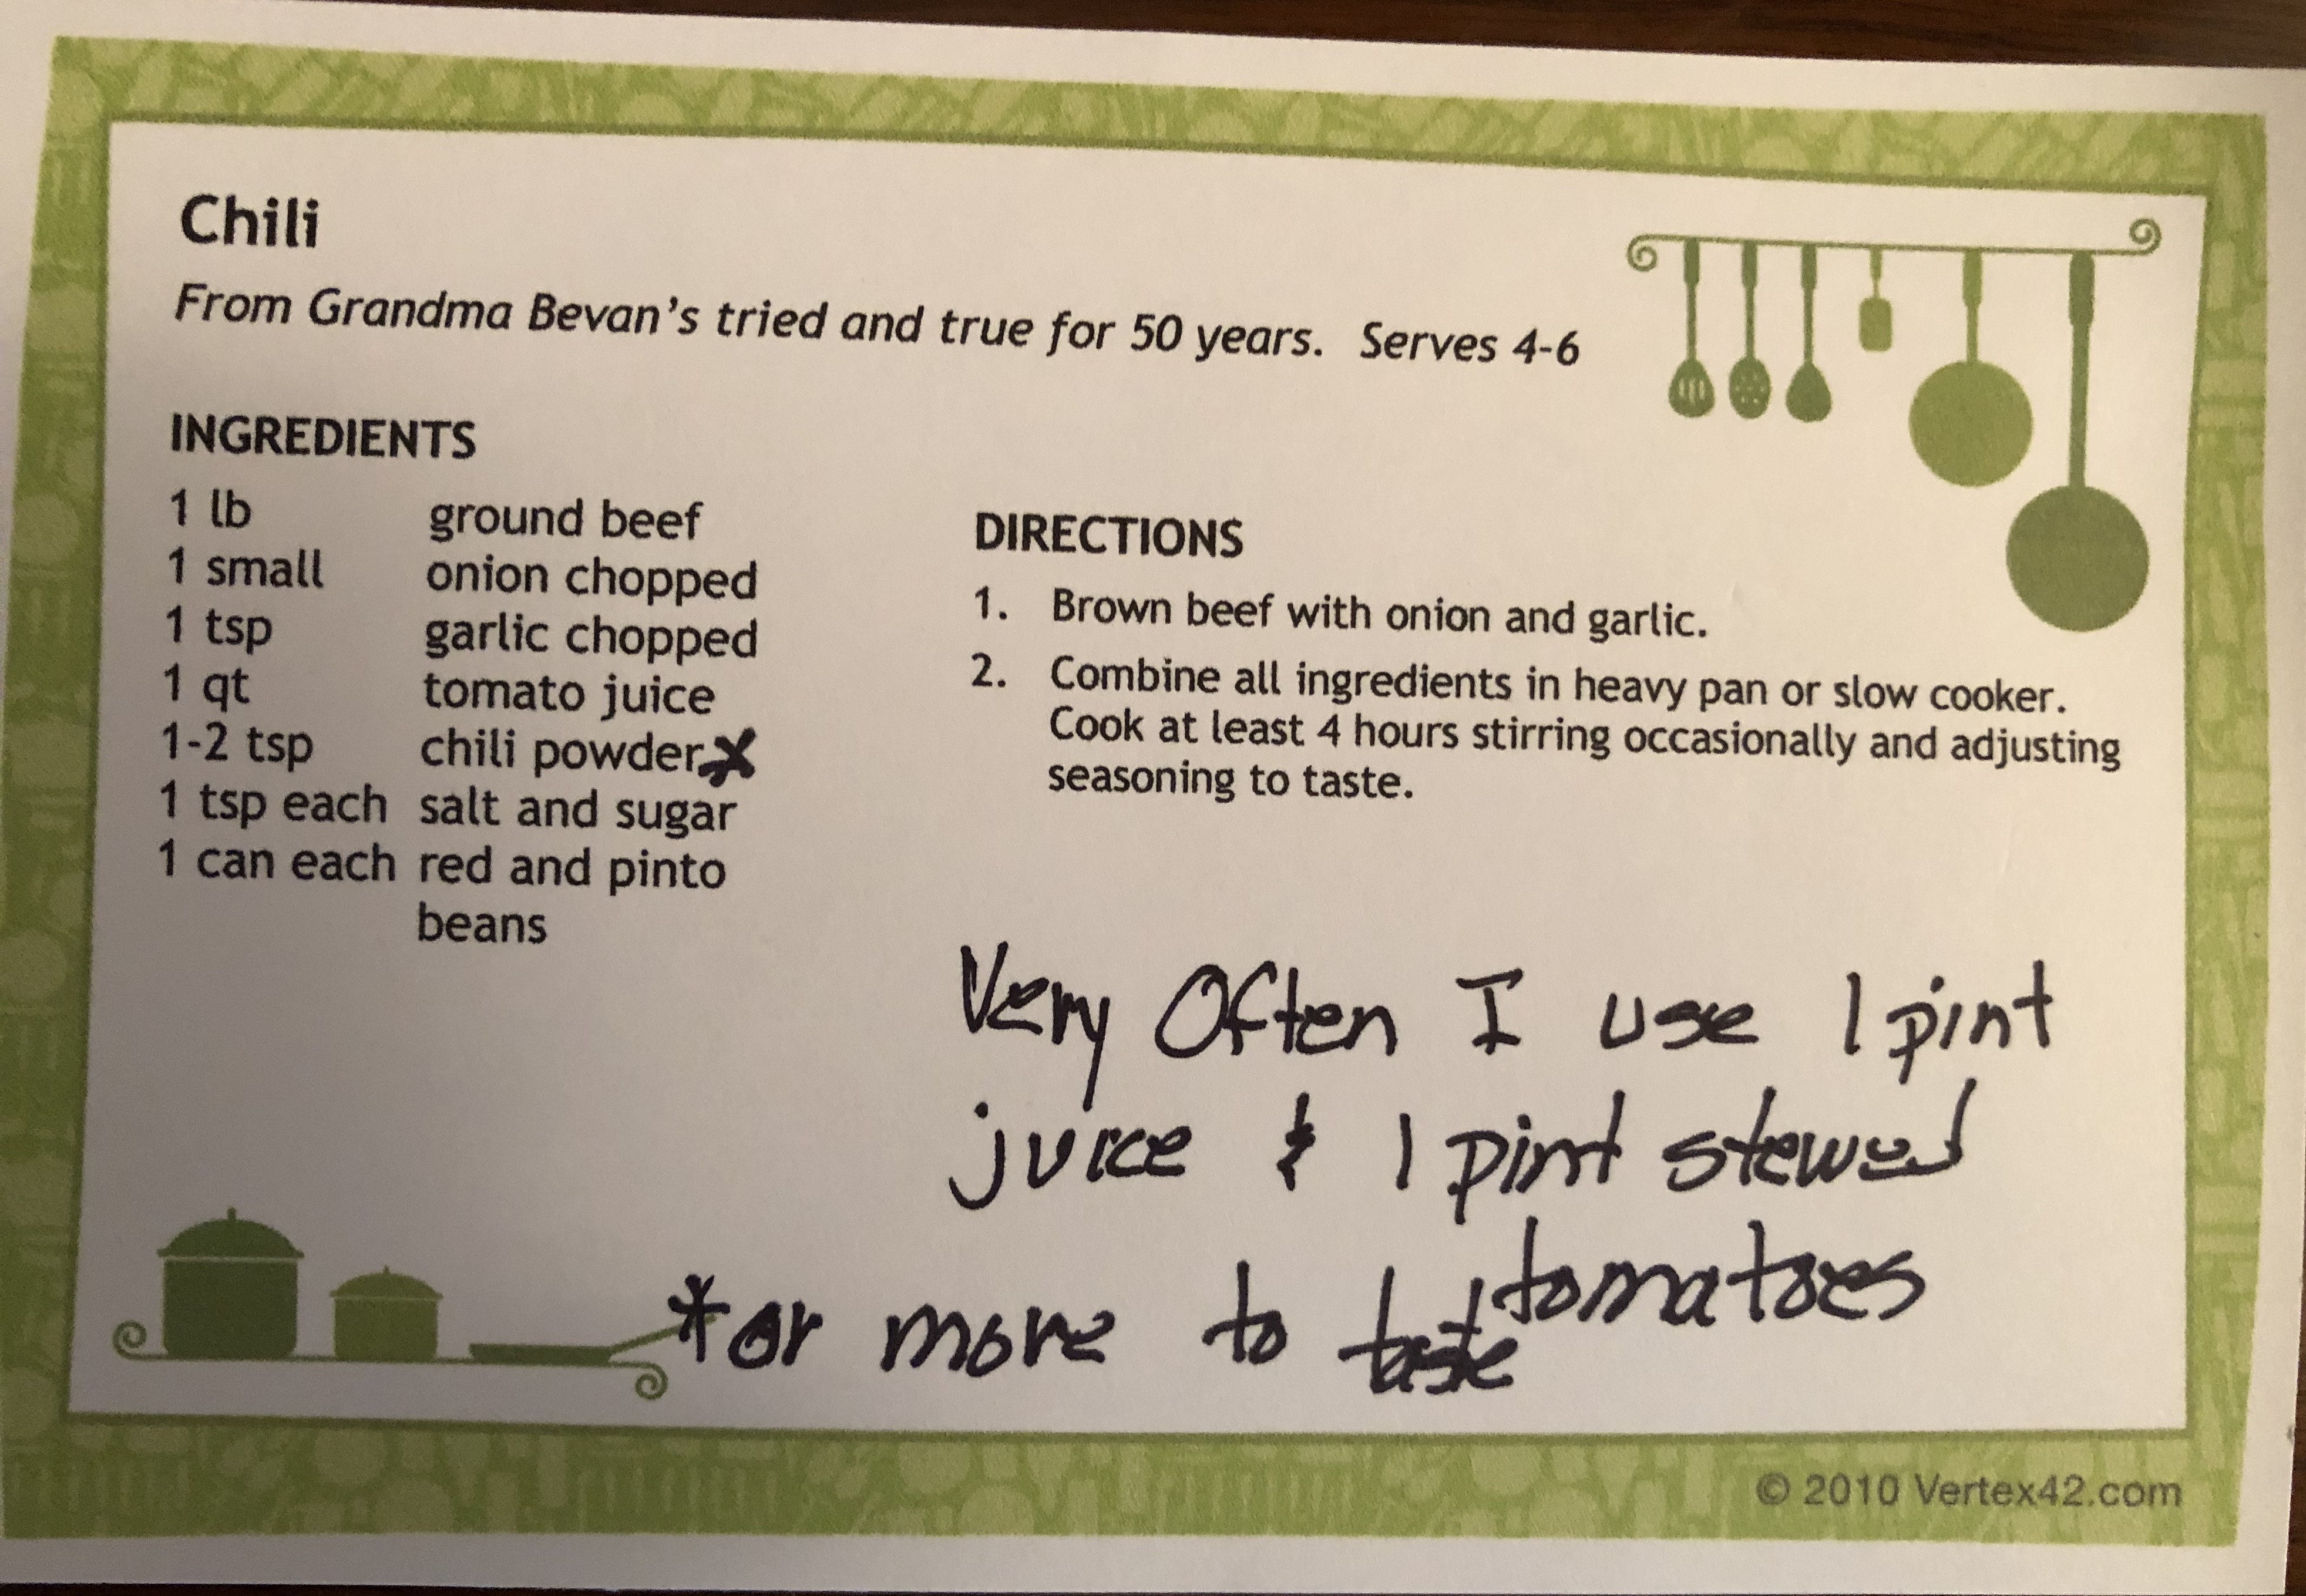 Chili
From Grandma Bevan's tried and true for 50 years.  Serves 4-6
INGREDIENTS
1 lb ground beef
1 small onion chopped
1 tsp garlic chopped
1 qt tomato juice
1-2 tsp chili powder *
1 tsp each salt and sugar
1 can each red and pinto
beans
DIRECTIONS
1. Brown beef with onion and garlic.
2. Combine all ingredients in heavy pan or slow cooker.
Cook at least 4 hours stirring occasionally and adjusting
seasoning to taste.
Very Often I use 1 pint
juice & 1 pint stewed
tomatoes
*or more to taste
© 2010 Vertex42.com